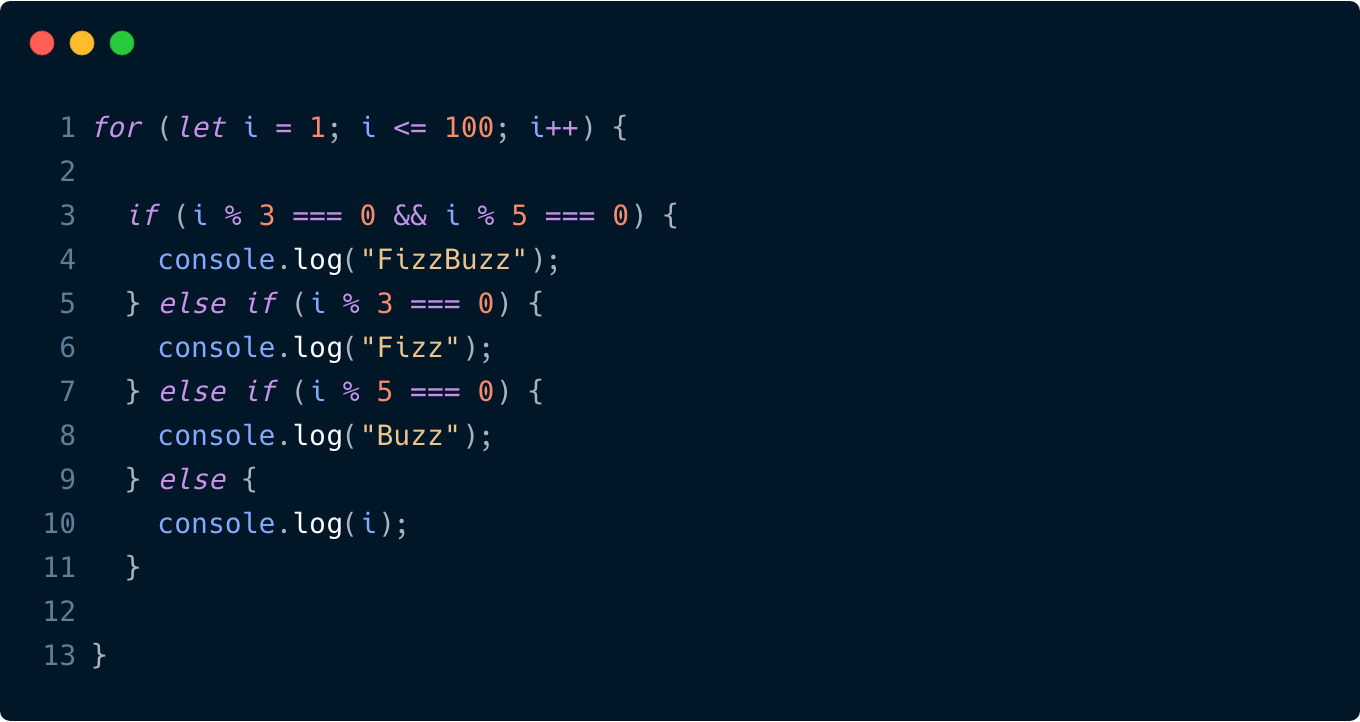 1 for (let i = 1; i <= 100; i++) {
2
3   if (i % 3 === 0 && i % 5 === 0) {
4     console.log("FizzBuzz");
5   } else if (i % 3 === 0) {
6     console.log("Fizz");
7   } else if (i % 5 === 0) {
8     console.log("Buzz");
9   } else {
10     console.log(i);
11   }
12
13 }